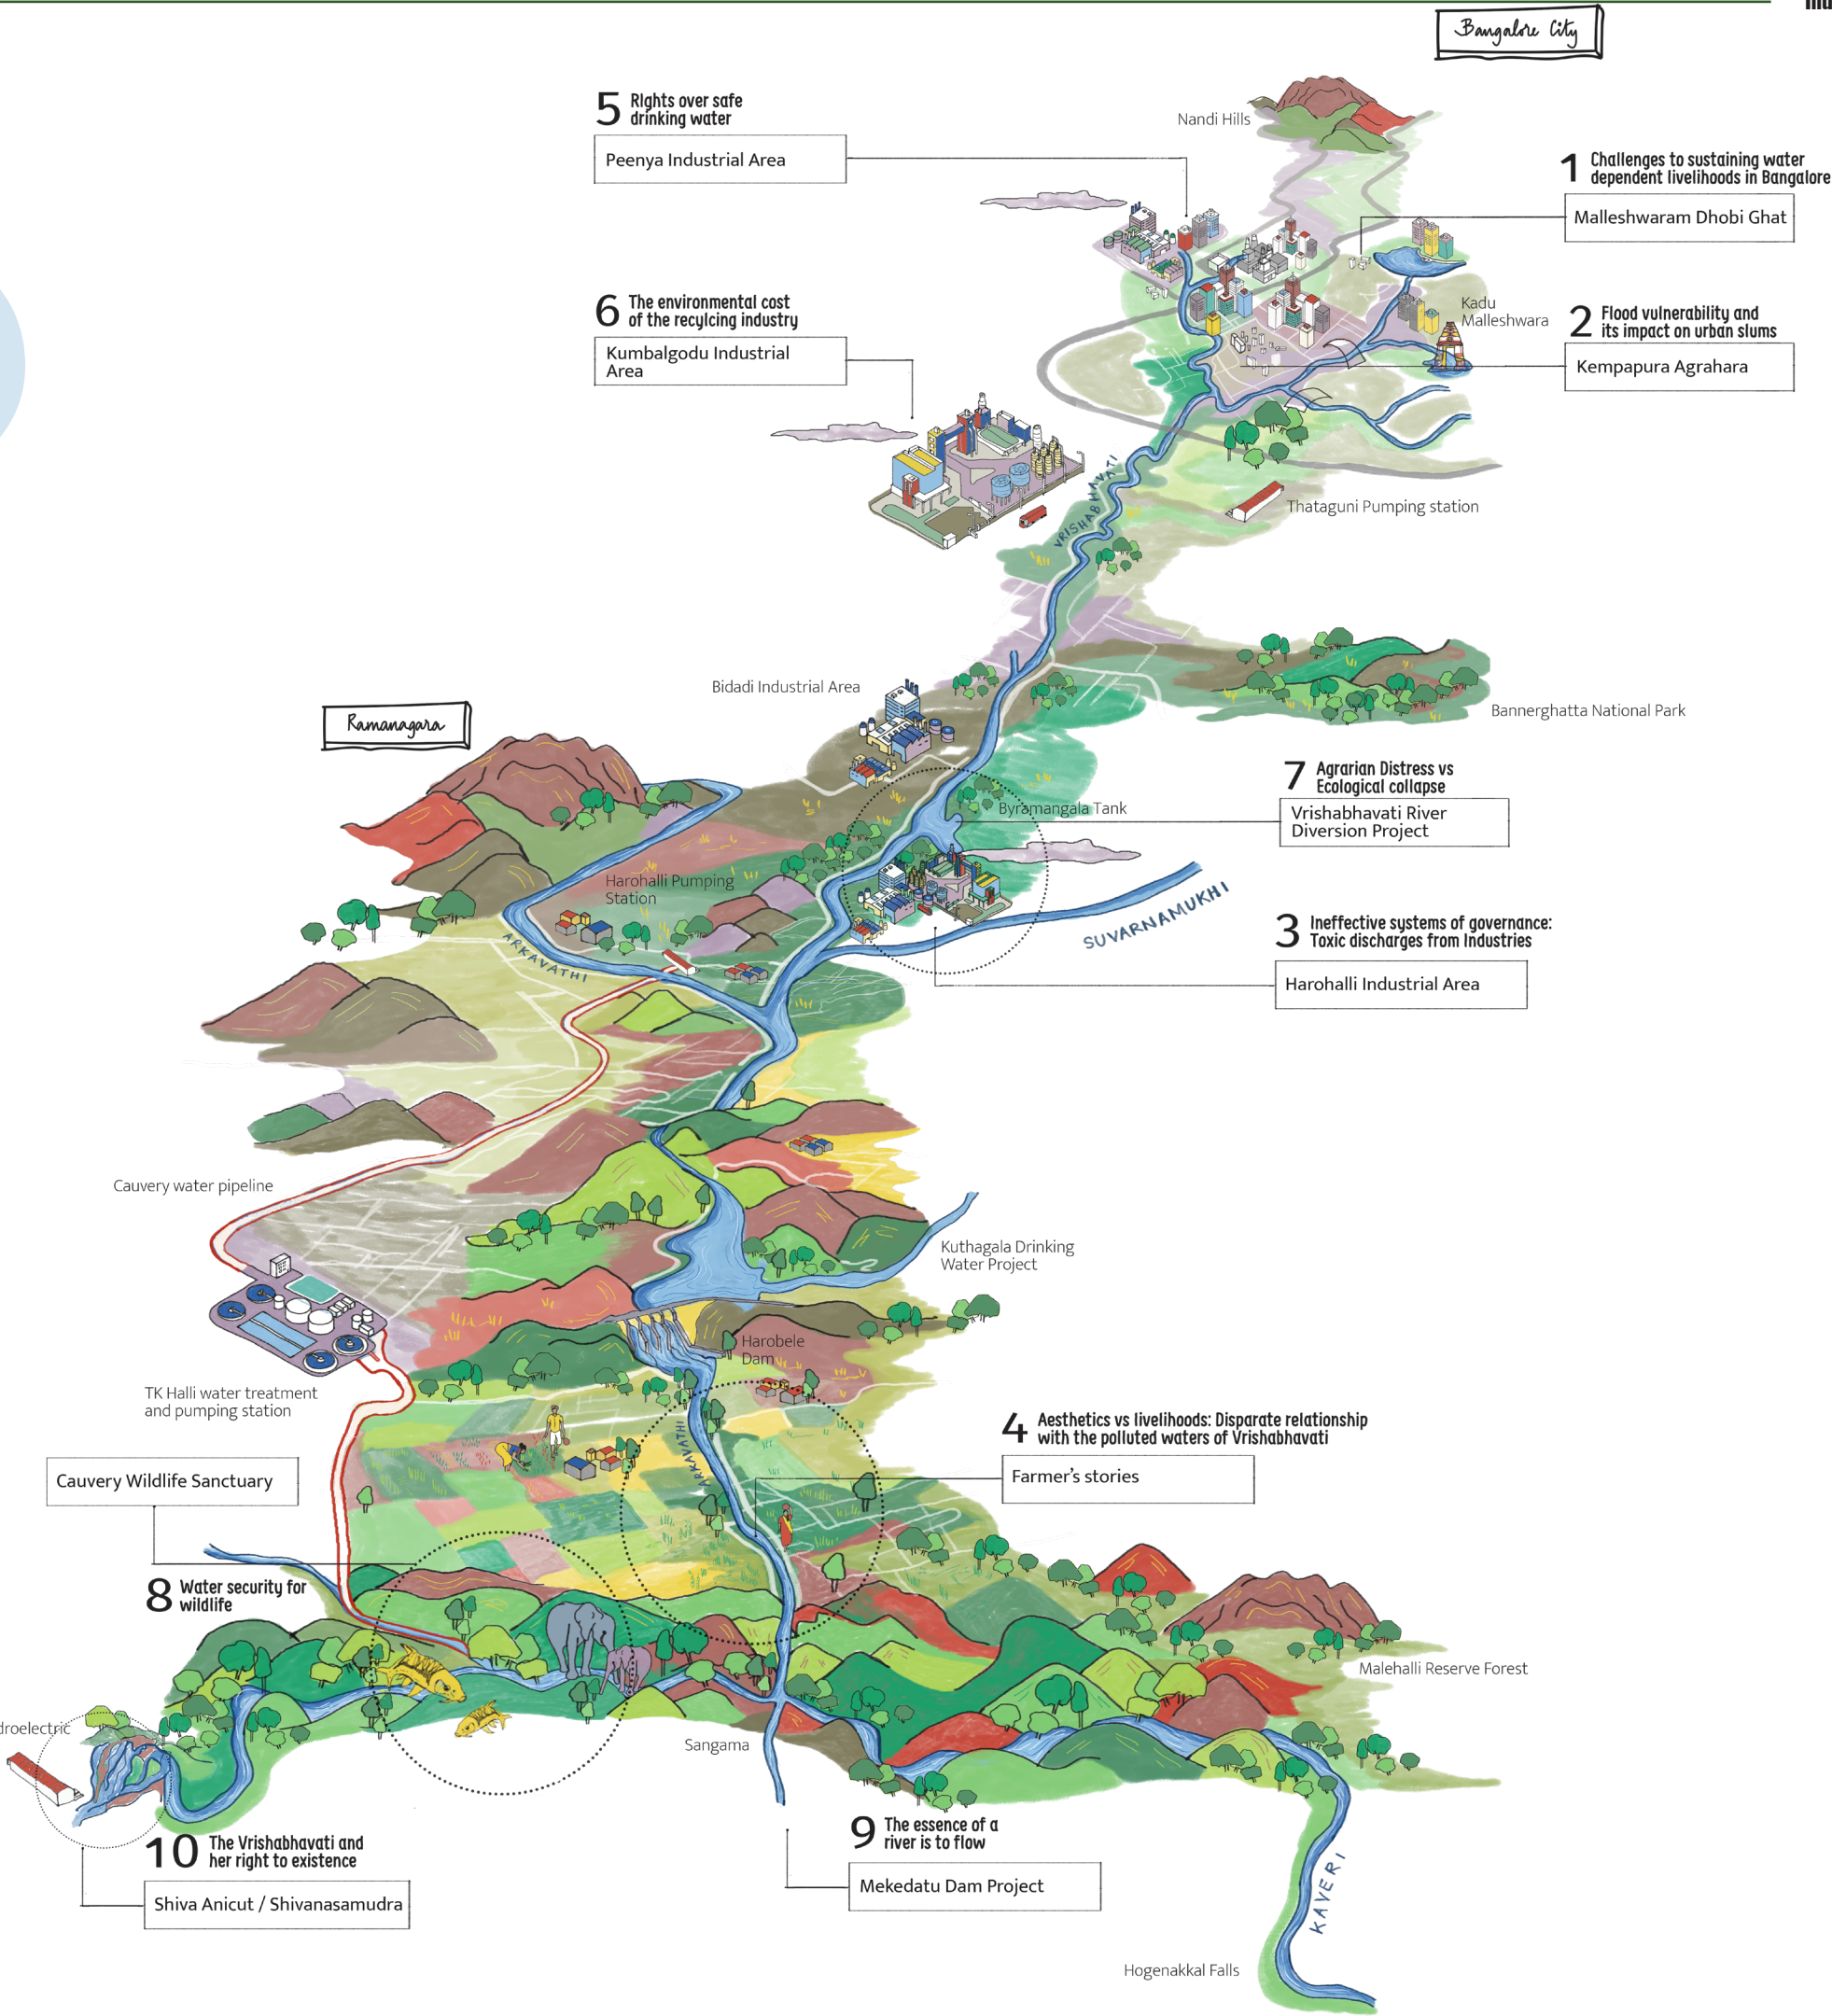 Bangalore City
5 Rights over safe
drinking water
Peenya Industrial Area
Nandi Hills
1 Challenges to sustaining water
dependent livelihoods in Bangalore
Malleshwaram Dhobi Ghat
6 The environmental cost
of the recylcing industry
Kumbalgodu Industrial
Area
Kadu
Malleshwara
2 Flood vulnerability and
its impact on urban slums
Kempapura Agrahara
VRISHABHAVATI
Thataguni Pumping station
Bidadi Industrial Area
Bannerghatta National Park
Ramanagara
7 Agrarian Distress vs
Ecological collapse
Vrishabhavati River
Diversion Project
Byramangala Tank
Harohalli Pumping
Station
ARKAVATHI
SUVARNAMUKHI
3 Ineffective systems of governance:
Toxic discharges from Industries
Harohalli Industrial Area
Cauvery water pipeline
Kuthagala Drinking
Water Project
Harobele
Dam
TK Halli water treatment
and pumping station
ARKAVATHI
4 Aesthetics vs livelihoods: Disparate relationship
with the polluted waters of Vrishabhavati
Farmer's stories
Cauvery Wildlife Sanctuary
8 Water security for
wildlife
Malehalli Reserve Forest
droelectric
Sangama
10 The Vrishabhavati and
her right to existence
Shiva Anicut / Shivanasamudra
9 The essence of a
river is to flow
Mekedatu Dam Project
KAVERI
Hogenakkal Falls